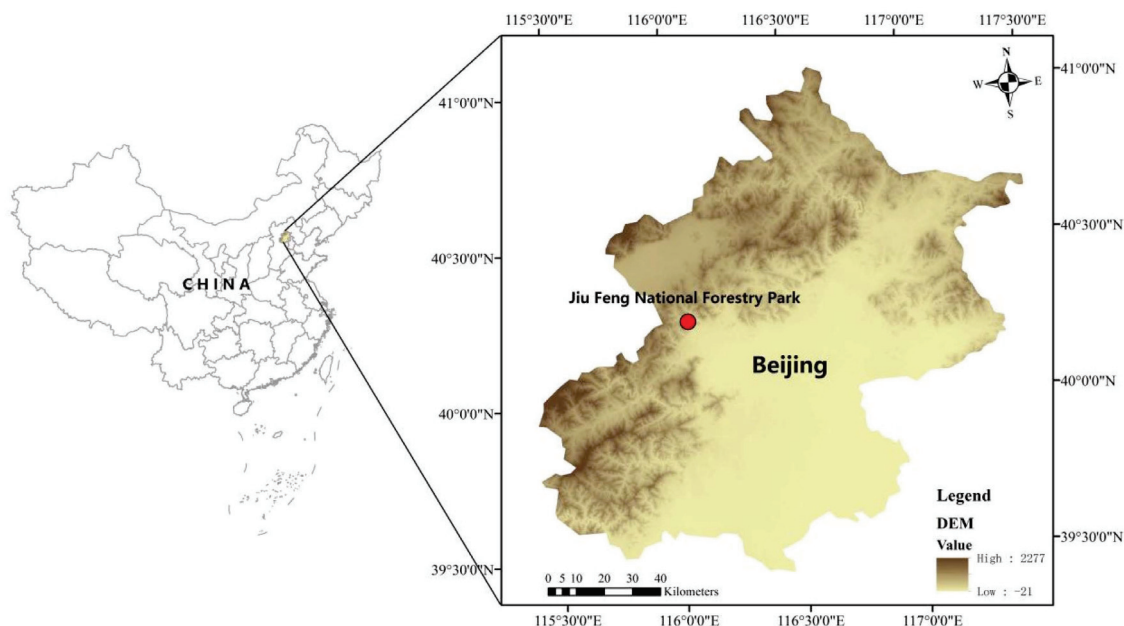 115°30'0"E 116°0'0"E 116°30'0"E 117°0'0"E 117°30'0"E
N
W E
S
41°0'0"N
41°0'0"N
40°30'0"N
40°30'0"N
CHINA
Jiu Feng National Forestry Park
Beijing
40°0'0"N
40°0'0"N
Legend
DEM
Value
High : 2277
Low : -21
39°30'0"N
39°30'0"N
0 5 10 20 30 40
Kilometers
115°30'0"E 116°0'0"E 116°30'0"E 117°0'0"E